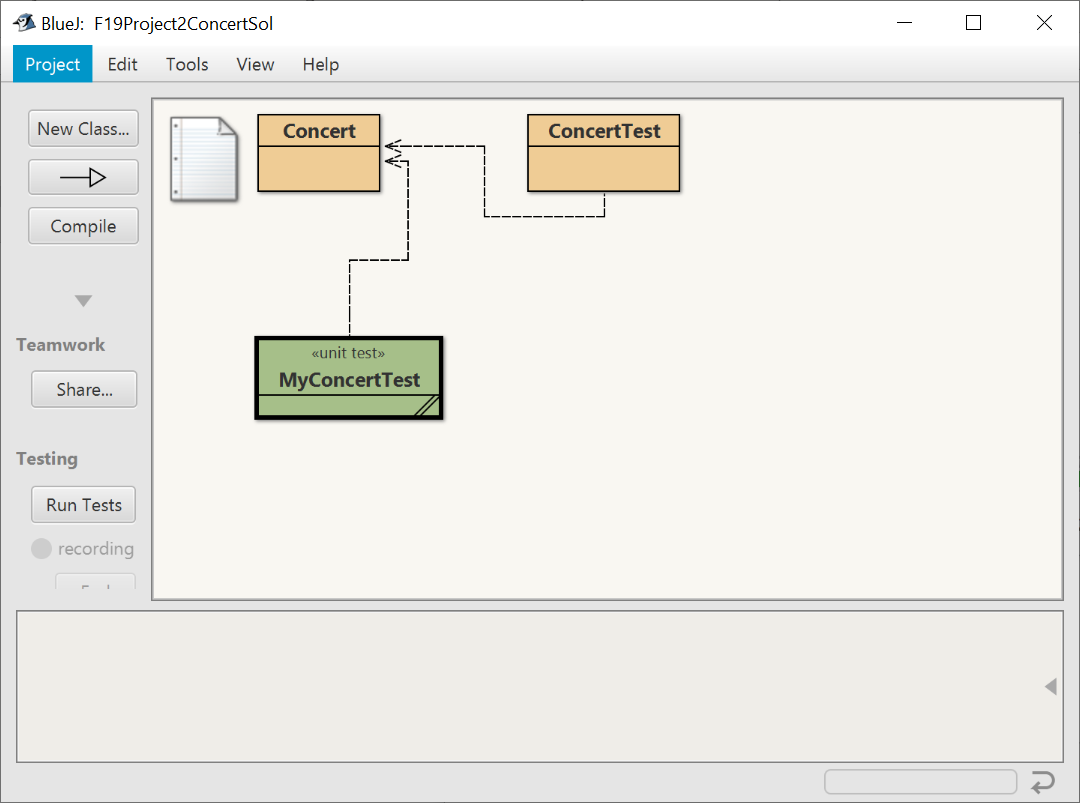 BlueJ: F19Project2ConcertSol
Project Edit Tools View Help
New Class...
Compile
Teamwork
Share...
Testing
Run Tests
recording
Concert
ConcertTest
«unit test»
MyConcertTest